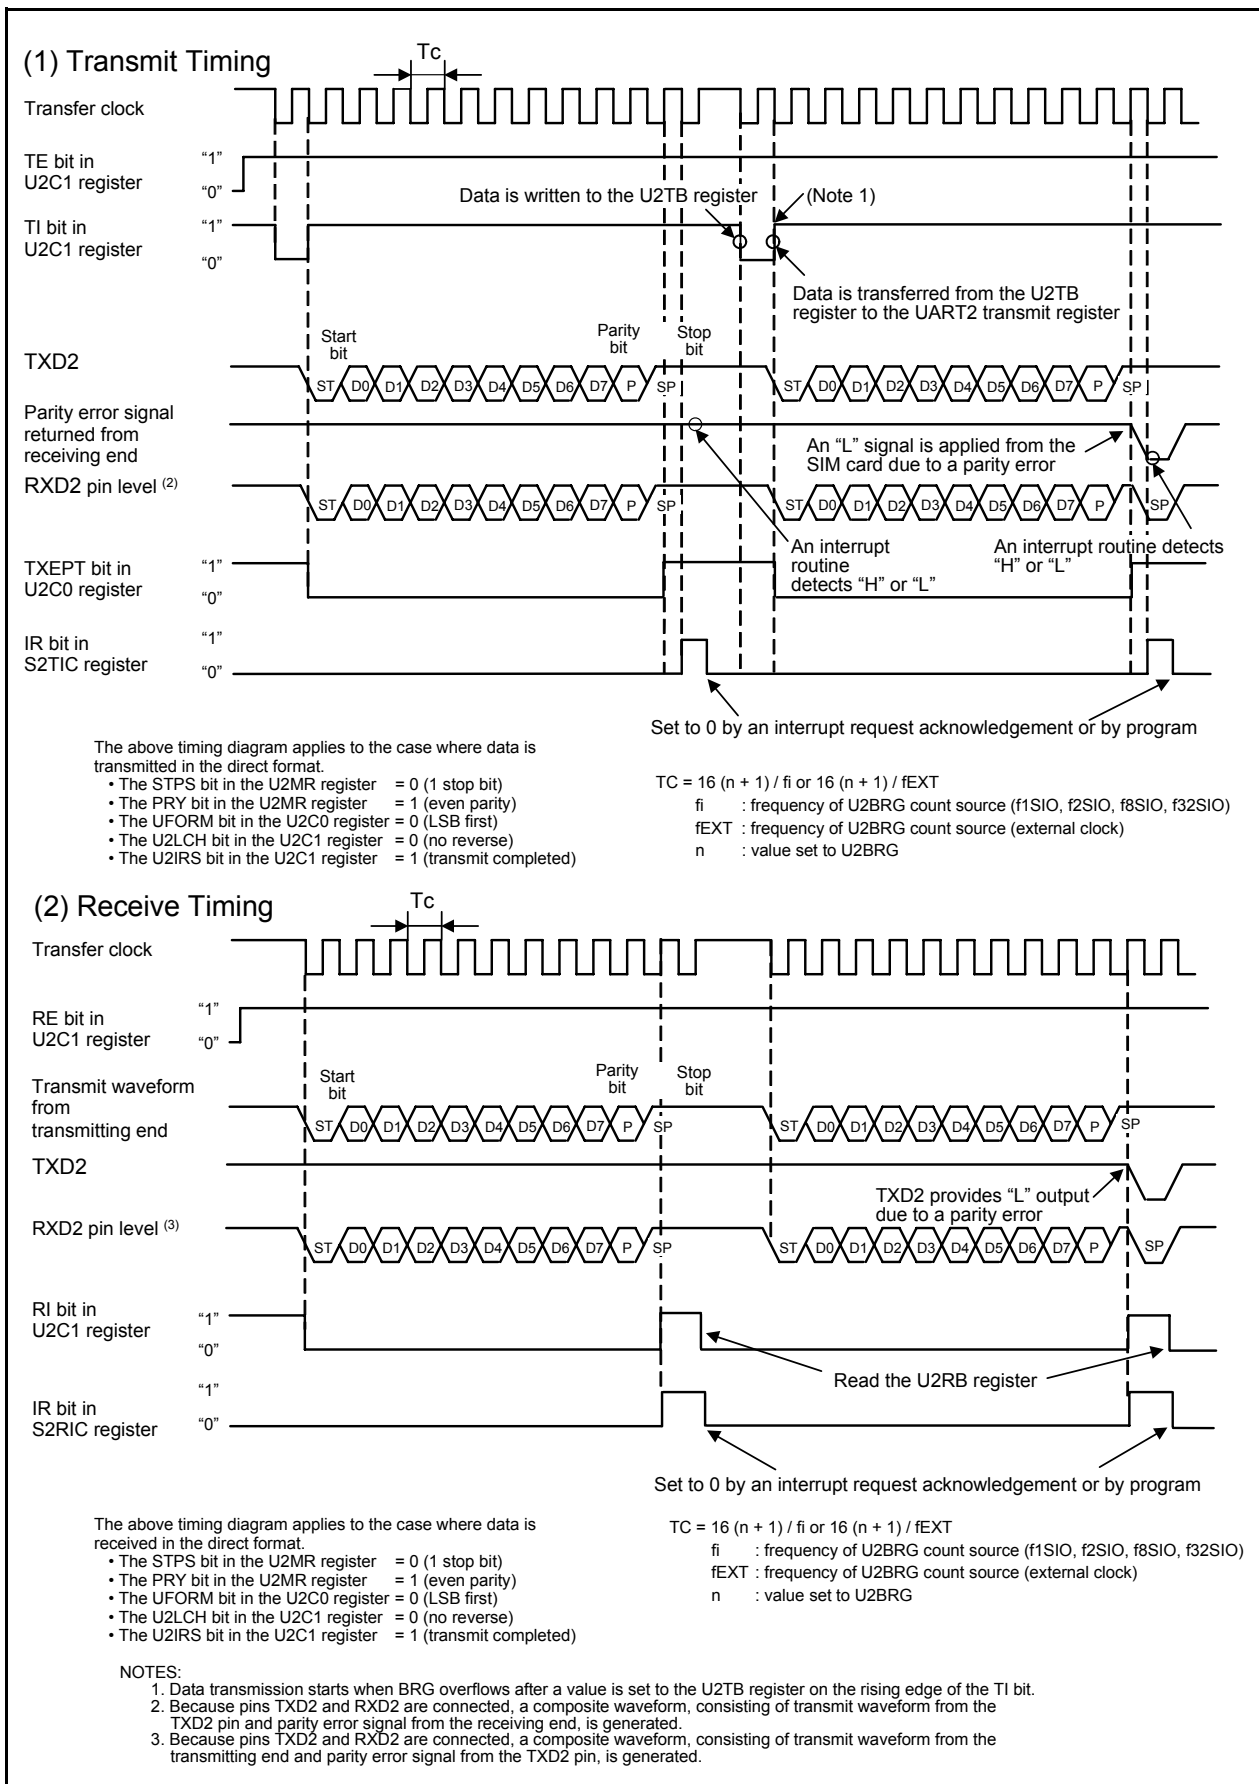 (1) Transmit Timing
Tc
Transfer clock
TE bit in
U2C1 register
“1”
“0”
Data is written to the U2TB register
(Note 1)
TI bit in
U2C1 register
“1”
“0”
Data is transferred from the U2TB
register to the UART2 transmit register
Start
bit
Parity
bit
Stop
bit
TXD2
ST D0 D1 D2 D3 D4 D5 D6 D7 P SP ST D0 D1 D2 D3 D4 D5 D6 D7 P SP
Parity error signal
returned from
receiving end
An “L” signal is applied from the
SIM card due to a parity error
RXD2 pin level (2)
ST D0 D1 D2 D3 D4 D5 D6 D7 P SP ST D0 D1 D2 D3 D4 D5 D6 D7 P SP
An interrupt
routine
detects “H” or “L”
An interrupt routine detects
“H” or “L”
TXEPT bit in
U2C0 register
“1”
“0”
IR bit in
S2TIC register
“1”
“0”
Set to 0 by an interrupt request acknowledgement or by program
The above timing diagram applies to the case where data is
transmitted in the direct format.
• The STPS bit in the U2MR register = 0 (1 stop bit)
• The PRY bit in the U2MR register = 1 (even parity)
• The UFORM bit in the U2C0 register = 0 (LSB first)
• The U2LCH bit in the U2C1 register = 0 (no reverse)
• The U2IRS bit in the U2C1 register = 1 (transmit completed)
TC = 16 (n + 1) / fi or 16 (n + 1) / fEXT
fi : frequency of U2BRG count source (f1SIO, f2SIO, f8SIO, f32SIO)
fEXT : frequency of U2BRG count source (external clock)
n : value set to U2BRG
(2) Receive Timing
Tc
Transfer clock
RE bit in
U2C1 register
“1”
“0”
Start
bit
Parity
bit
Stop
bit
Transmit waveform
from
transmitting end
ST D0 D1 D2 D3 D4 D5 D6 D7 P SP ST D0 D1 D2 D3 D4 D5 D6 D7 P SP
TXD2
TXD2 provides “L” output
due to a parity error
RXD2 pin level (3)
ST D0 D1 D2 D3 D4 D5 D6 D7 P SP ST D0 D1 D2 D3 D4 D5 D6 D7 P SP
RI bit in
U2C1 register
“1”
“0”
Read the U2RB register
IR bit in
S2RIC register
“1”
“0”
Set to 0 by an interrupt request acknowledgement or by program
The above timing diagram applies to the case where data is
received in the direct format.
• The STPS bit in the U2MR register = 0 (1 stop bit)
• The PRY bit in the U2MR register = 1 (even parity)
• The UFORM bit in the U2C0 register = 0 (LSB first)
• The U2LCH bit in the U2C1 register = 0 (no reverse)
• The U2IRS bit in the U2C1 register = 1 (transmit completed)
TC = 16 (n + 1) / fi or 16 (n + 1) / fEXT
fi : frequency of U2BRG count source (f1SIO, f2SIO, f8SIO, f32SIO)
fEXT : frequency of U2BRG count source (external clock)
n : value set to U2BRG
NOTES:
1. Data transmission starts when BRG overflows after a value is set to the U2TB register on the rising edge of the TI bit.
2. Because pins TXD2 and RXD2 are connected, a composite waveform, consisting of transmit waveform from the
TXD2 pin and parity error signal from the receiving end, is generated.
3. Because pins TXD2 and RXD2 are connected, a composite waveform, consisting of transmit waveform from the
transmitting end and parity error signal from the TXD2 pin, is generated.